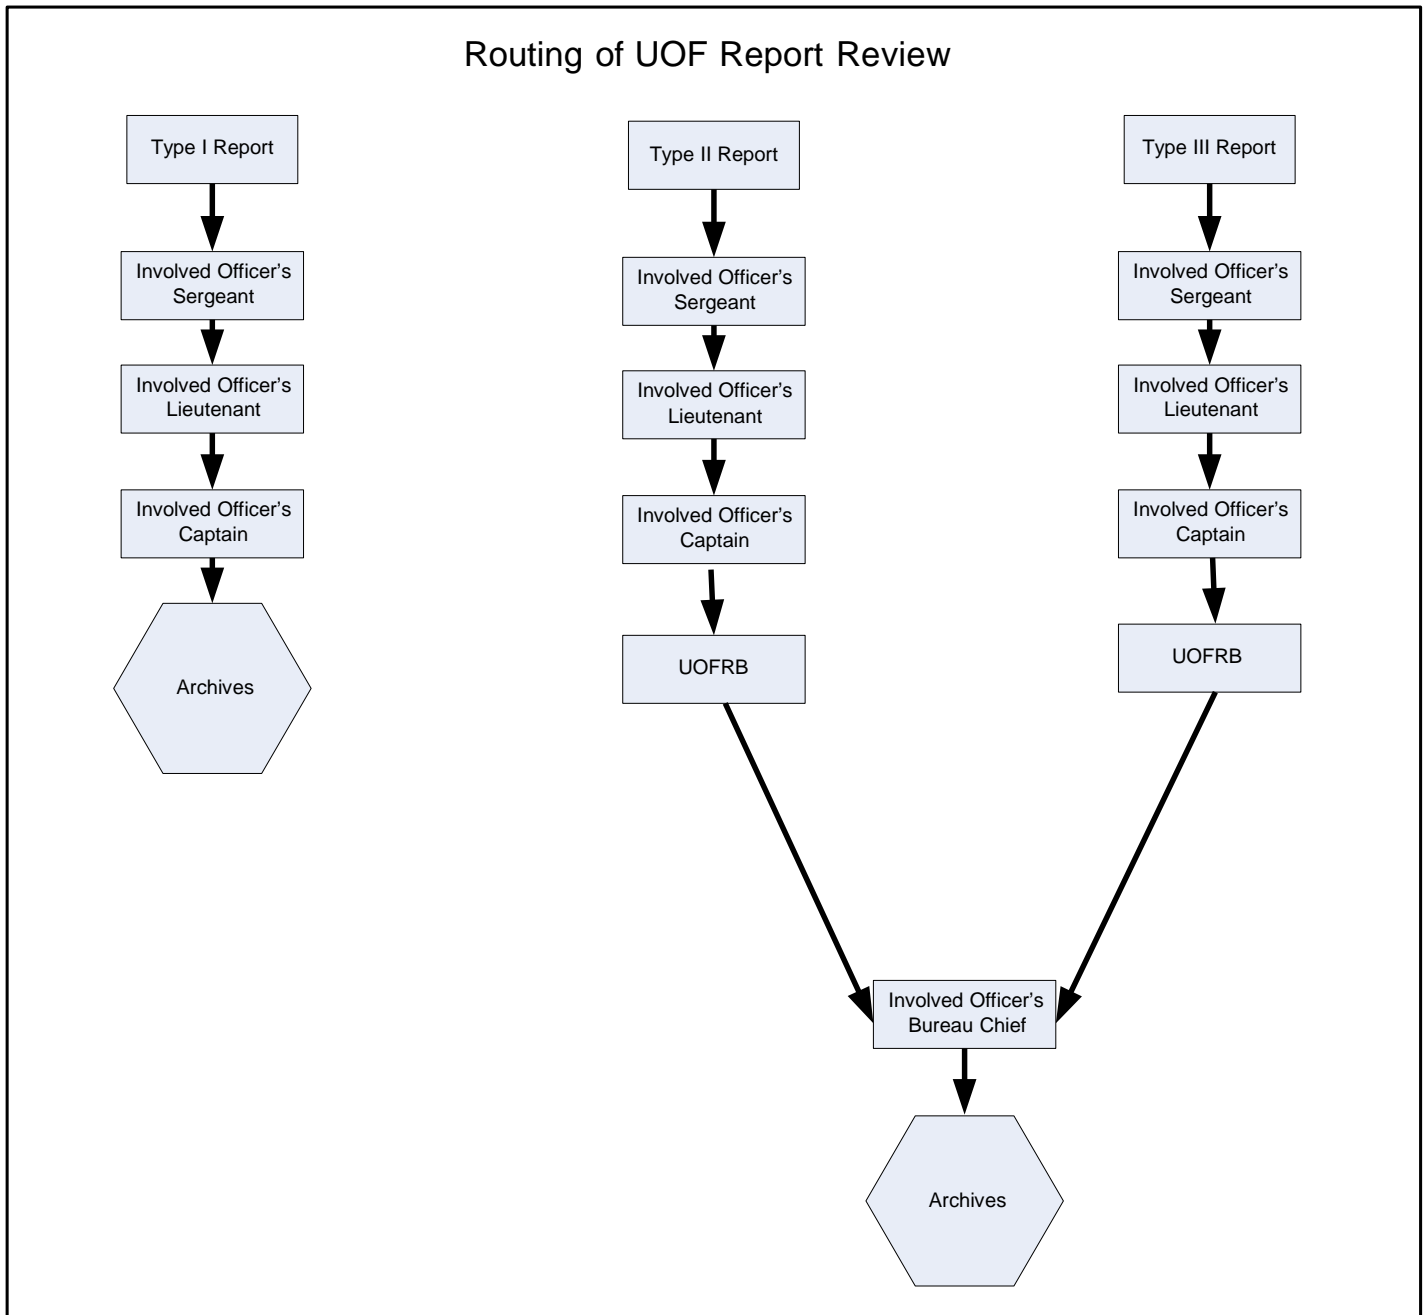 Routing of UOF Report Review
Type I Report
Involved Officer's
Sergeant
Involved Officer's
Lieutenant
Involved Officer's
Captain
Archives
Type II Report
Involved Officer's
Sergeant
Involved Officer's
Lieutenant
Involved Officer's
Captain
UOFRB
Type III Report
Involved Officer's
Sergeant
Involved Officer's
Lieutenant
Involved Officer's
Captain
UOFRB
Involved Officer's
Bureau Chief
Archives